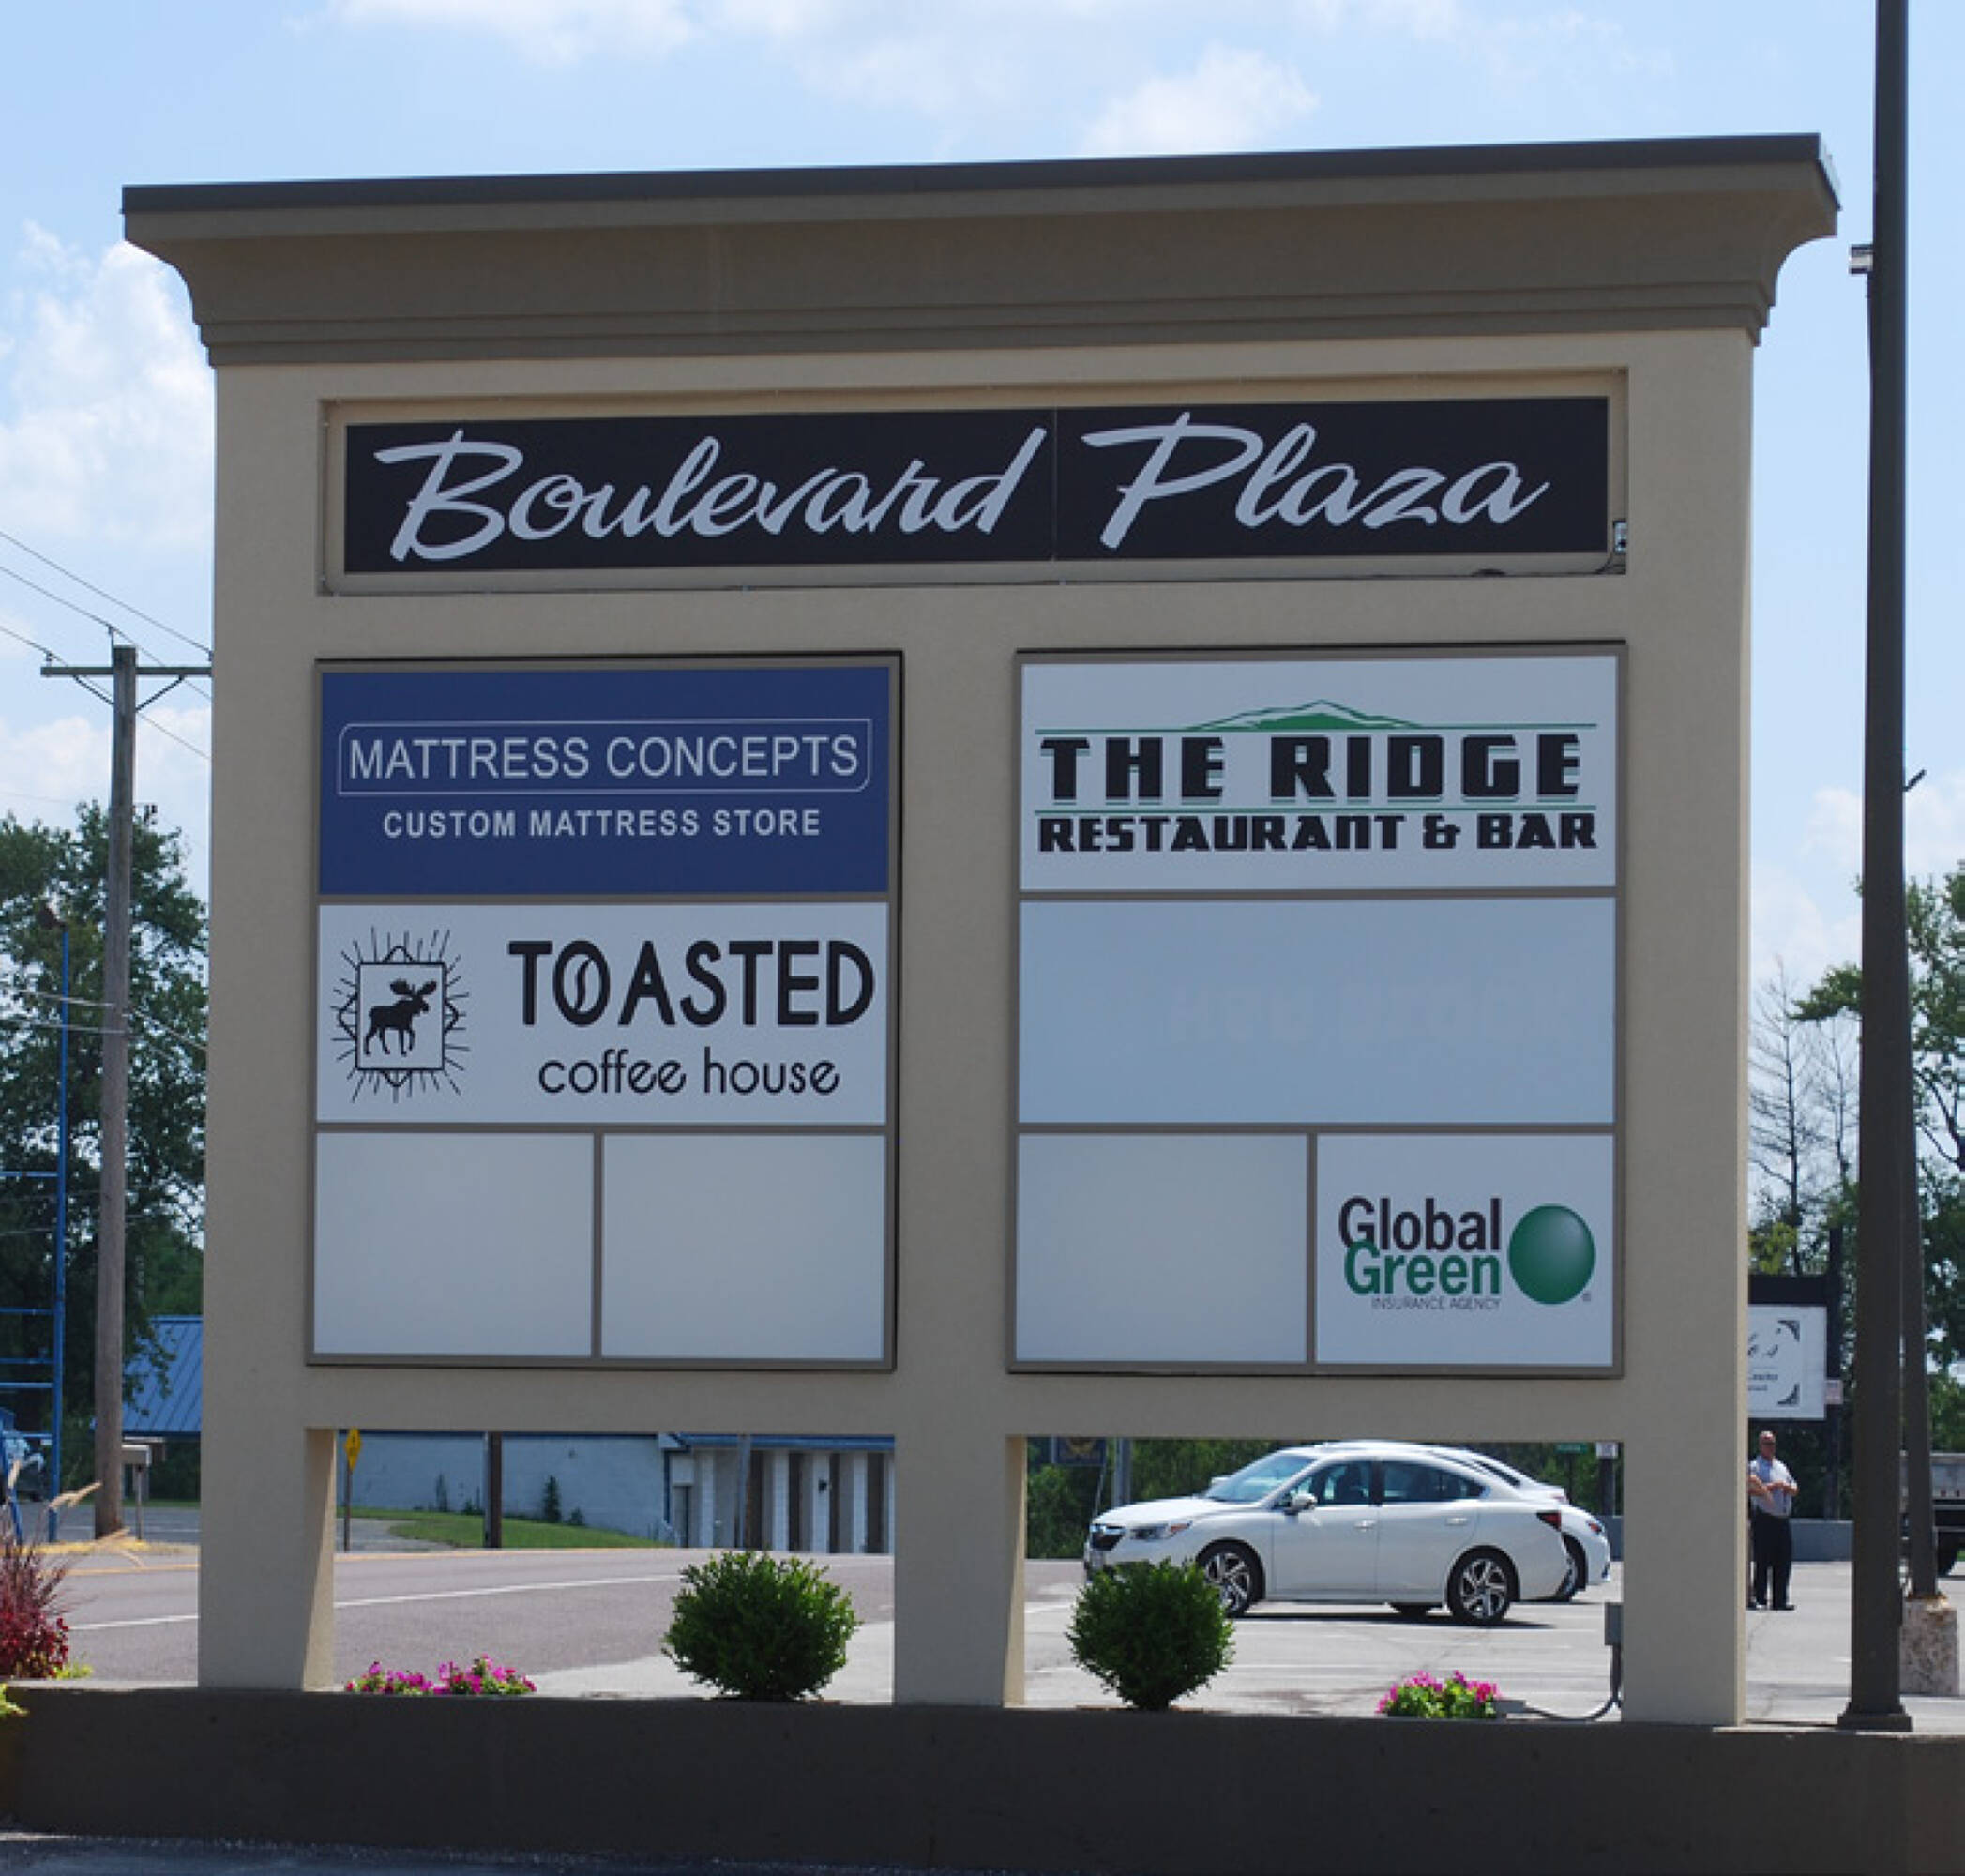 Boulevard Plaza
MATTRESS CONCEPTS
CUSTOM MATTRESS STORE
TOASTED
coffee house
THE RIDGE
RESTAURANT & BAR
Global
Green
INSURANCE AGENCY
®